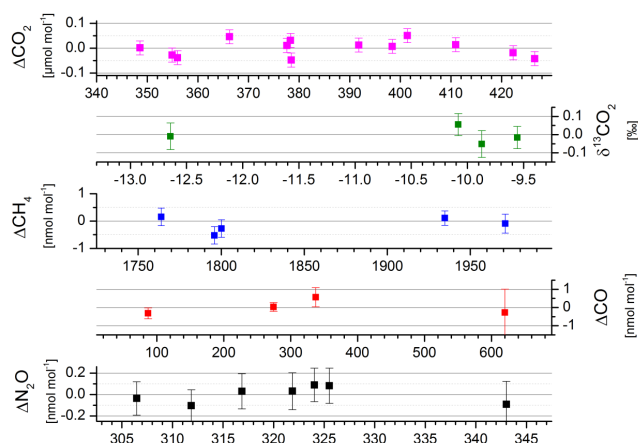 ΔCO₂ [µmol mol⁻¹]
0.1
0.0
-0.1
340 350 360 370 380 390 400 410 420
0.1
0.0
-0.1
δ¹³CO₂ [‰]
-13.0 -12.5 -12.0 -11.5 -11.0 -10.5 -10.0 -9.5
ΔCH₄ [nmol mol⁻¹]
1
0
-1
1750 1800 1850 1900 1950
1
0
-1
ΔCO [nmol mol⁻¹]
100 200 300 400 500 600
ΔN₂O [nmol mol⁻¹]
0.2
0.0
-0.2
305 310 315 320 325 330 335 340 345